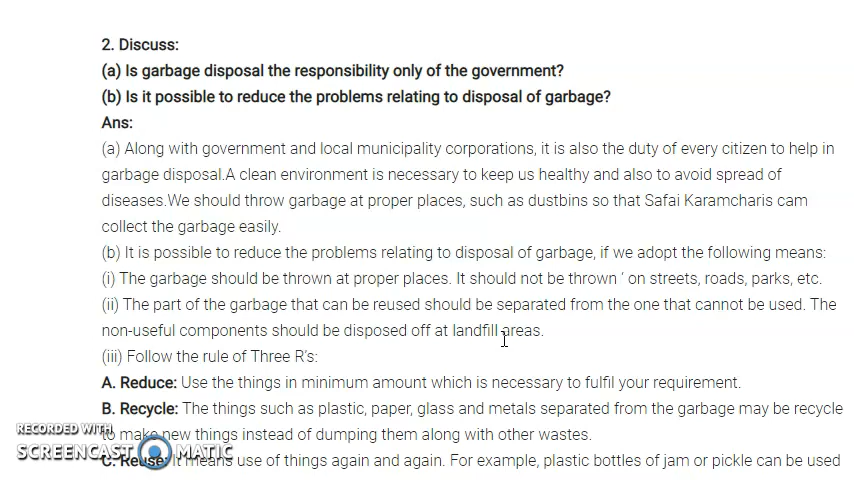 2. Discuss:
(a) Is garbage disposal the responsibility only of the government?
(b) Is it possible to reduce the problems relating to disposal of garbage?
Ans:
(a) Along with government and local municipality corporations, it is also the duty of every citizen to help in
garbage disposal.A clean environment is necessary to keep us healthy and also to avoid spread of
diseases.We should throw garbage at proper places, such as dustbins so that Safai Karamcharis cam
collect the garbage easily.
(b) It is possible to reduce the problems relating to disposal of garbage, if we adopt the following means:
(i) The garbage should be thrown at proper places. It should not be thrown ‘ on streets, roads, parks, etc.
(ii) The part of the garbage that can be reused should be separated from the one that cannot be used. The
non-useful components should be disposed off at landfill areas.
(iii) Follow the rule of Three R’s:
A. Reduce: Use the things in minimum amount which is necessary to fulfil your requirement.
B. Recycle: The things such as plastic, paper, glass and metals separated from the garbage may be recycle
to make new things instead of dumping them along with other wastes.
C. Reuse: It means use of things again and again. For example, plastic bottles of jam or pickle can be used
RECORDED WITH
SCREENCAST MATIC